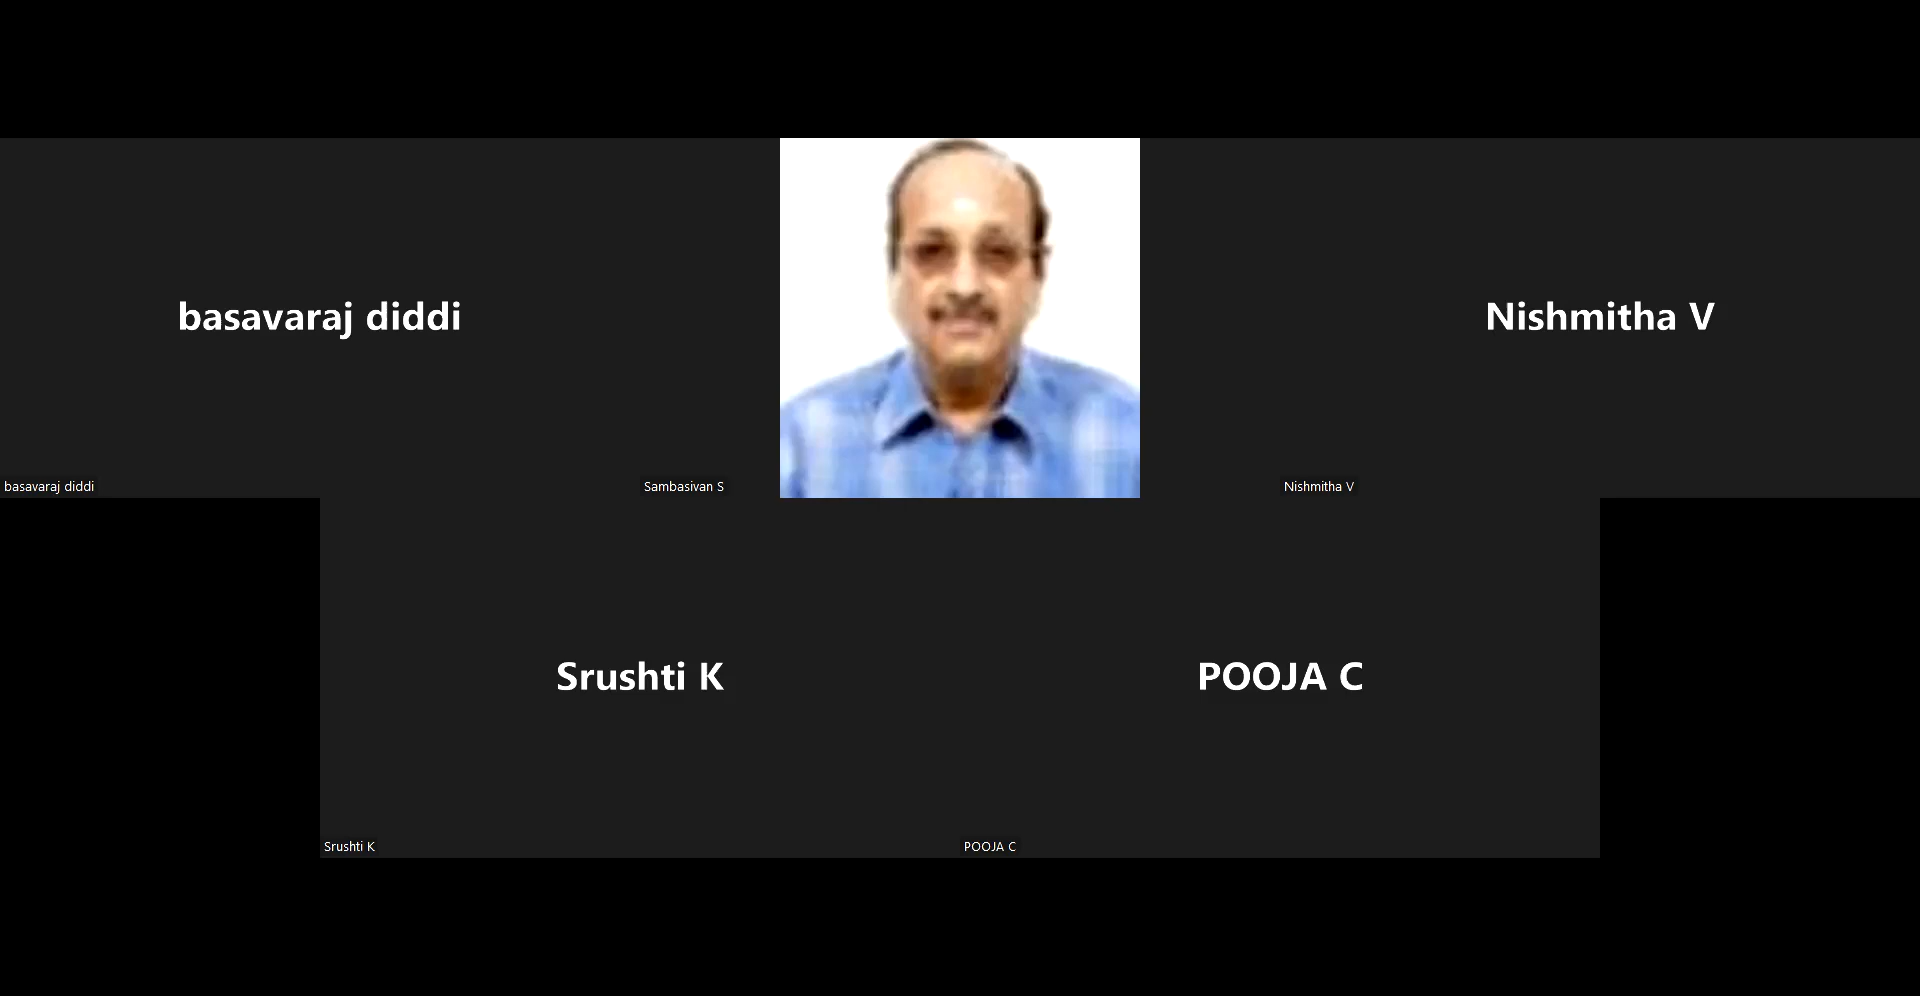 basavaraj diddi
Nishmitha V
basavaraj diddi
Sambasivan S
Nishmitha V
Srushti K
POOJA C
Srushti K
POOJA C